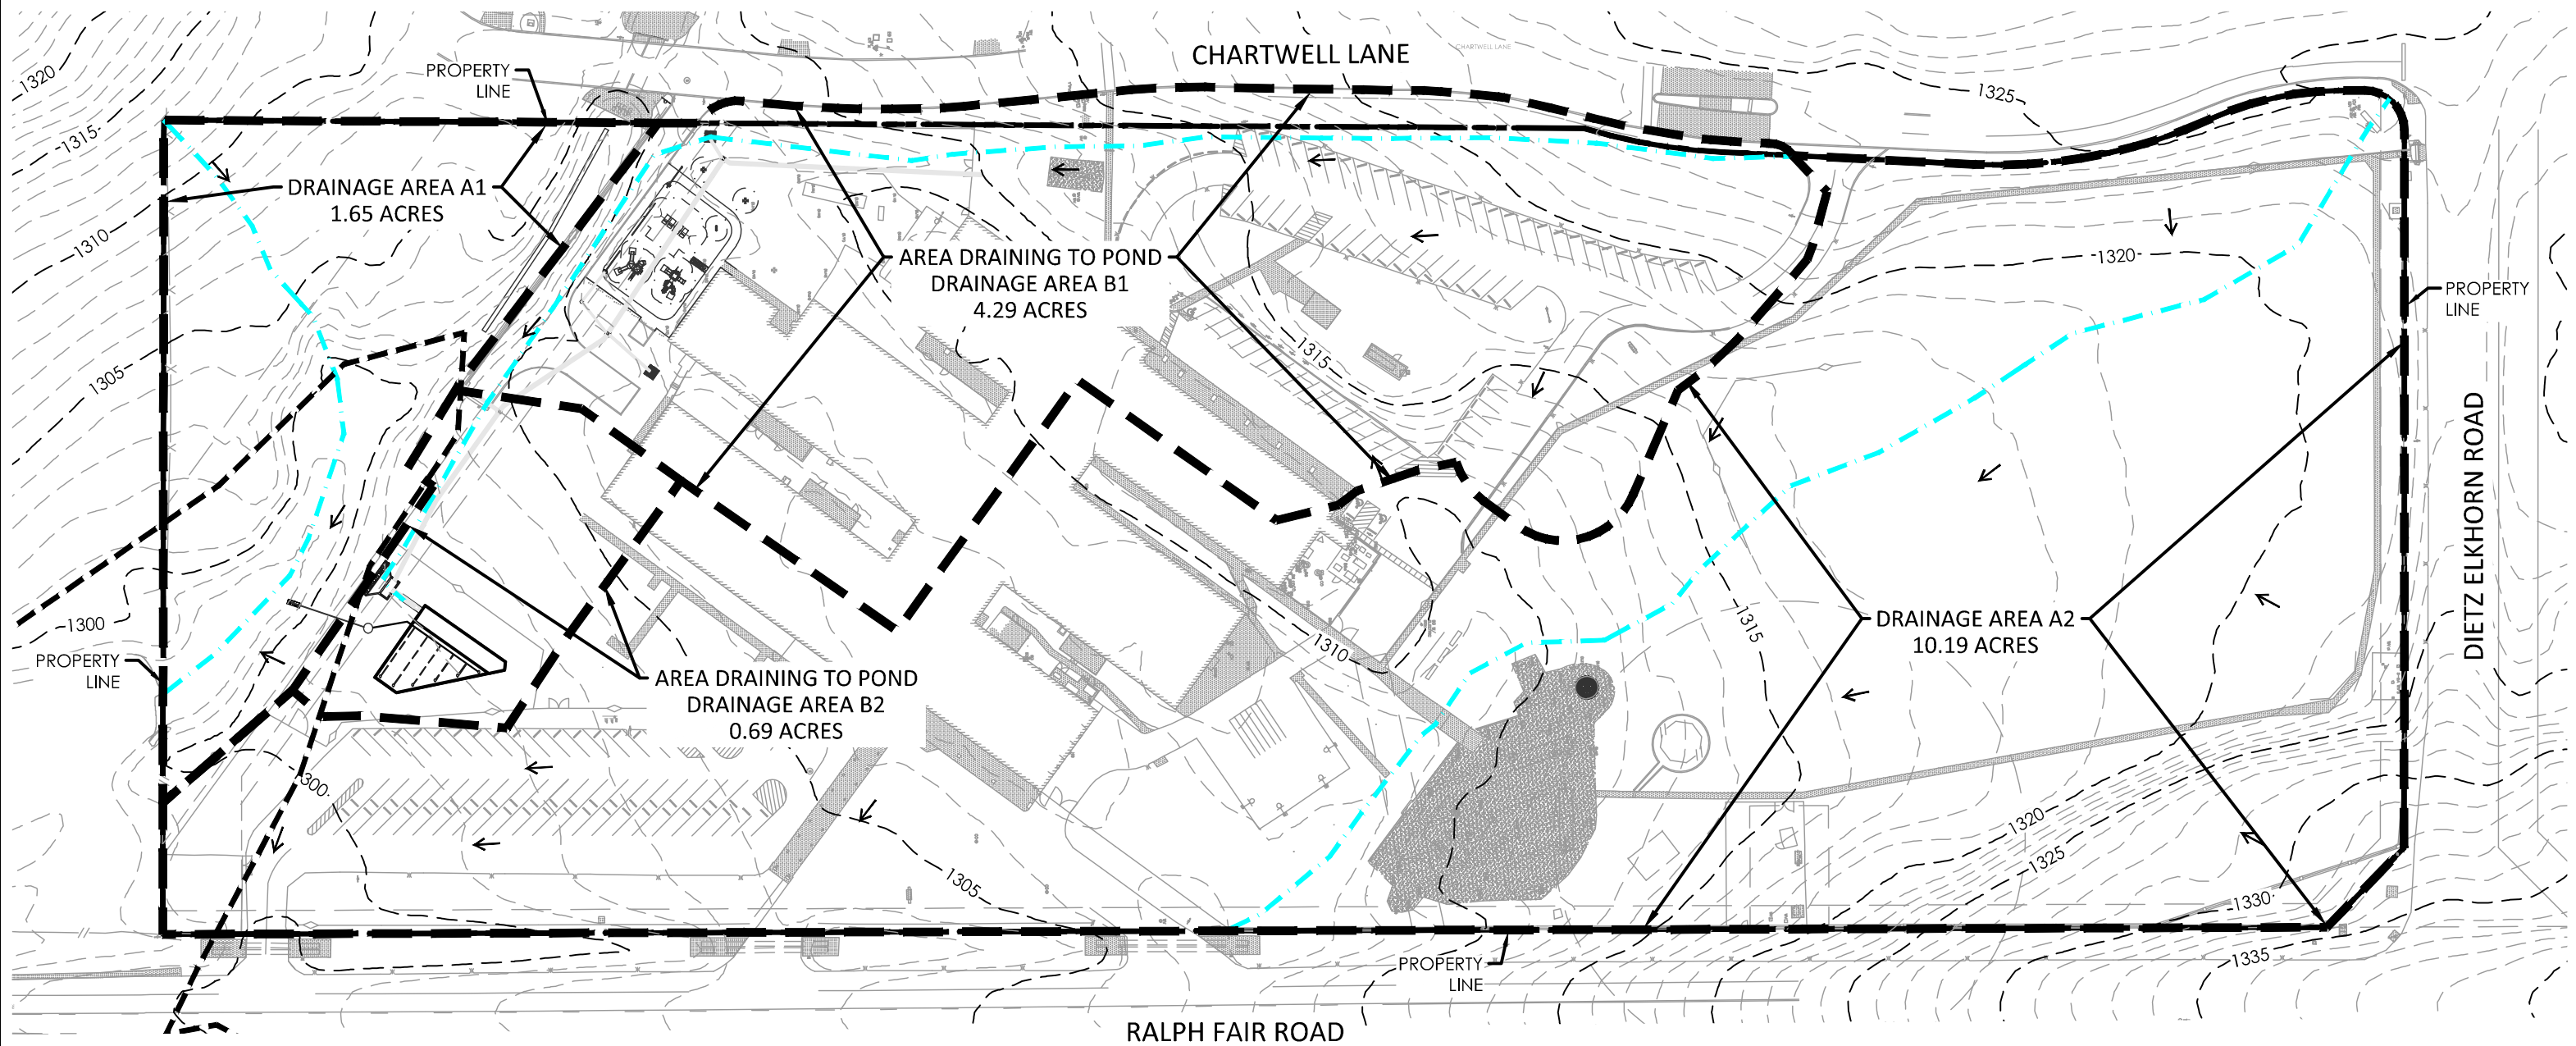 CHARTWELL LANE
CHARTWELL LANE
PROPERTY
LINE
1320
1325
1315
DRAINAGE AREA A1
1.65 ACRES
1310
AREA DRAINING TO POND
DRAINAGE AREA B1
4.29 ACRES
1320
PROPERTY
LINE
1315
1305
DIETZ ELKHORN ROAD
1300
1310
1315
DRAINAGE AREA A2
10.19 ACRES
PROPERTY
LINE
AREA DRAINING TO POND
DRAINAGE AREA B2
0.69 ACRES
300
1320
1325
1305
1330
PROPERTY
LINE
1335
RALPH FAIR ROAD